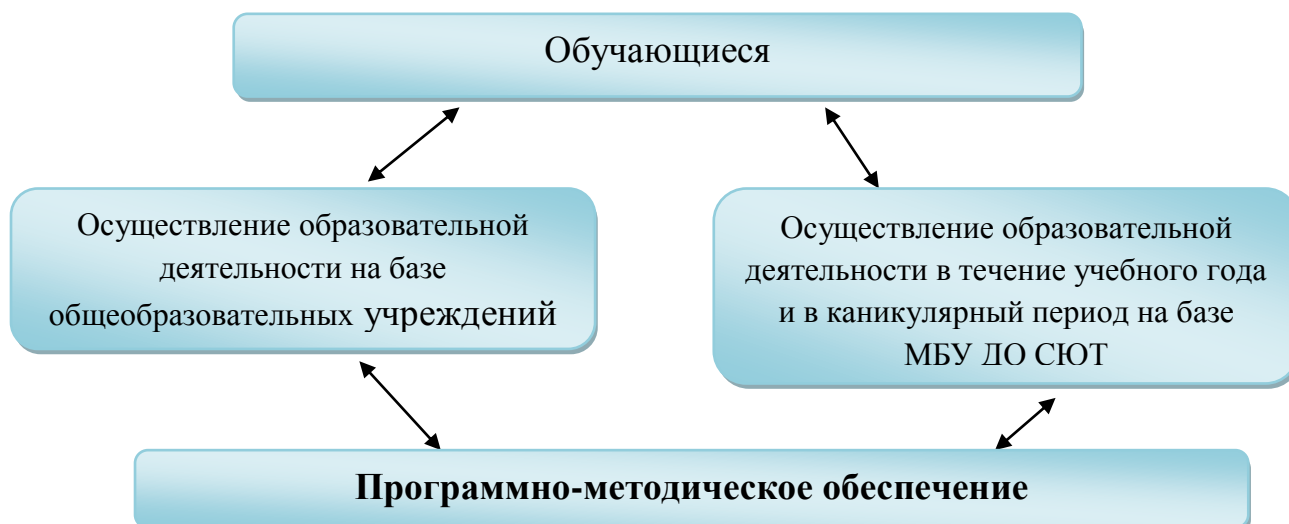 Обучающиеся
Осуществление образовательной
деятельности на базе
общеобразовательных учреждений
Осуществление образовательной
деятельности в течение учебного года
и в каникулярный период на базе
МБУ ДО СЮТ
Программно-методическое обеспечение